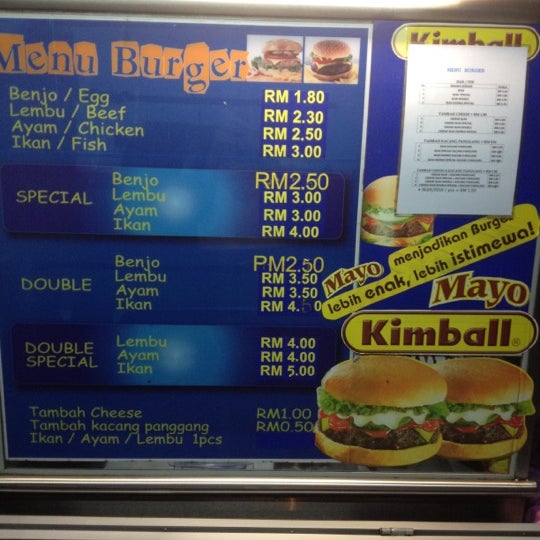 Menu Burger
Benjo / Egg RM 1.80
Lembu / Beef RM 2.30
Ayam / Chicken RM 2.50
Ikan / Fish RM 3.00
SPECIAL
Benjo RM2.50
Lembu RM 3.00
Ayam RM 3.00
Ikan RM 4.00
DOUBLE
Benjo RM2.50
Lembu RM 3.50
Ayam RM 3.50
Ikan RM 4.
DOUBLE SPECIAL
Lembu RM 4.00
Ayam RM 4.00
Ikan RM 5.00
Tambah Cheese RM1.00
Tambah kacang panggang RM0.50
Ikan / Ayam / Lembu 1pcs
Kimball
MENU BURGER
Mayo menjadikan Burger
lebih enak, lebih istimewa!
Mayo
Kimball®